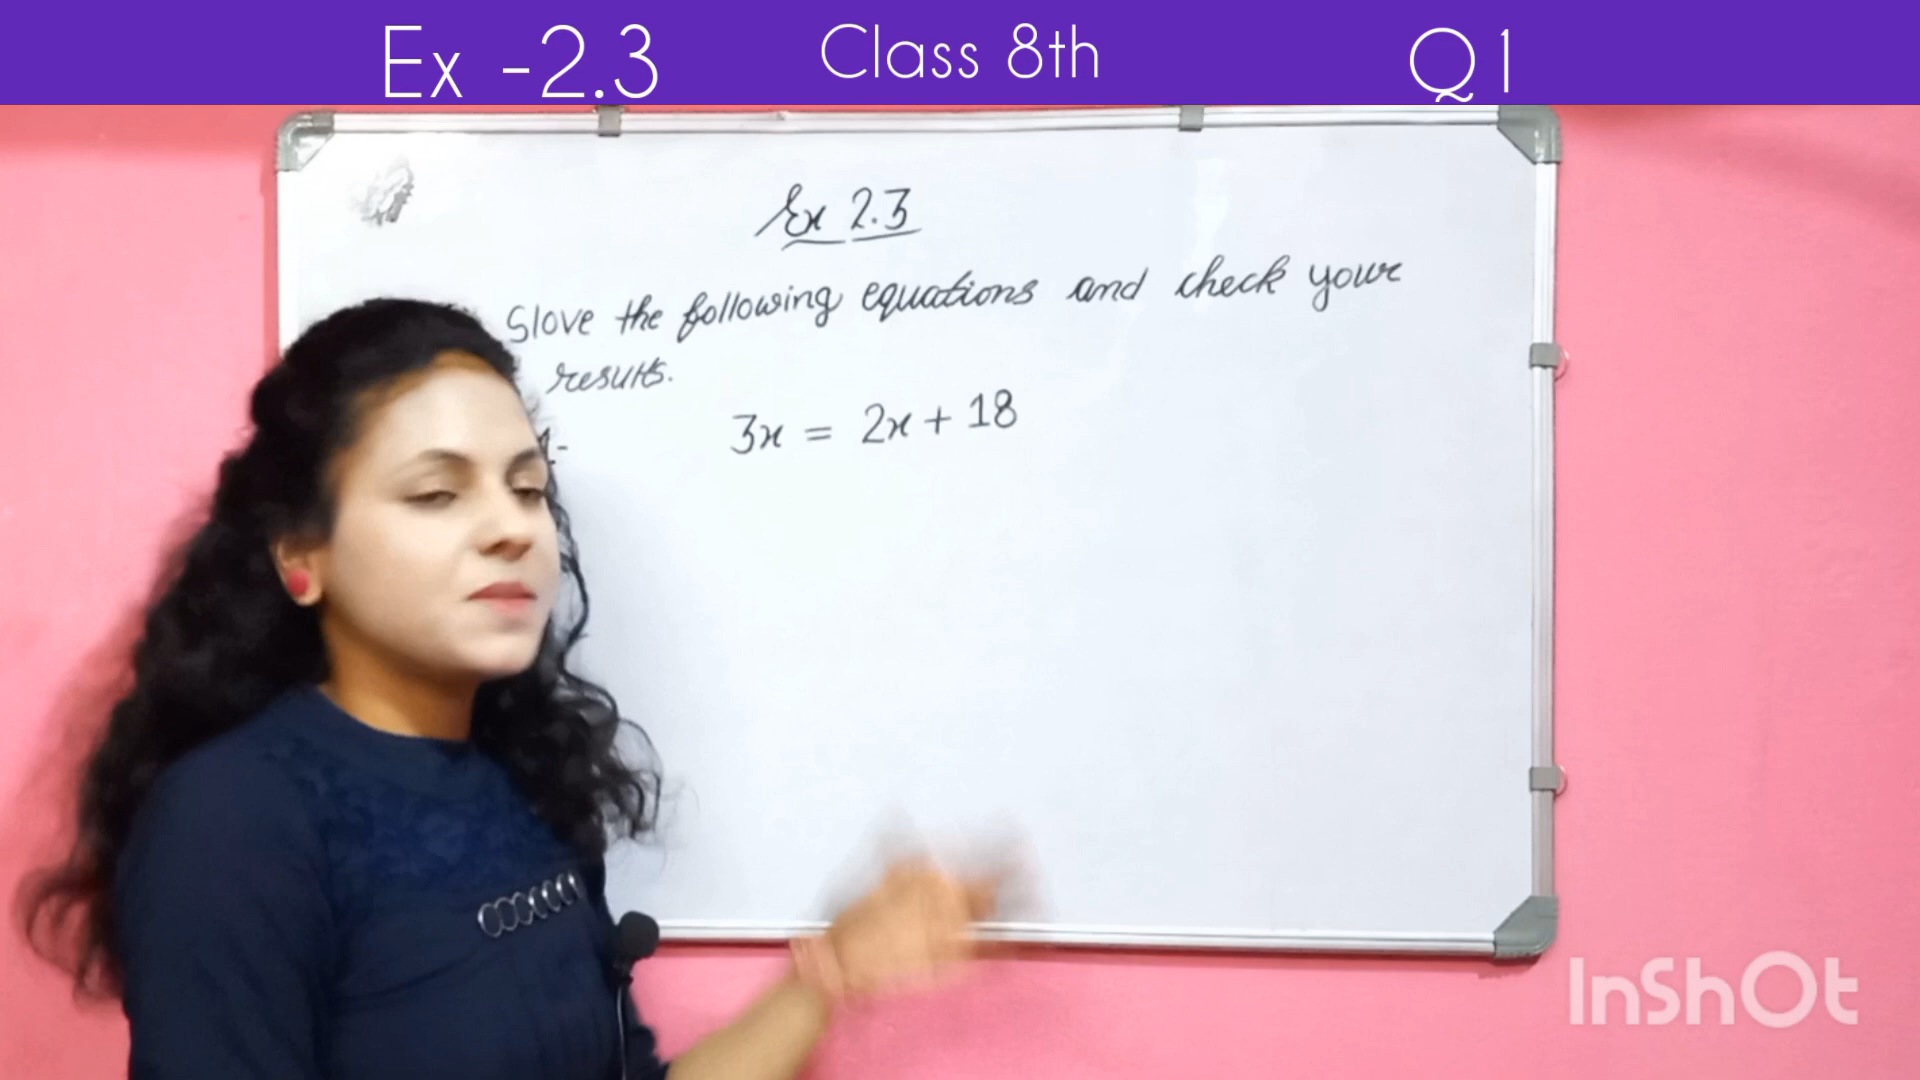 Ex -2.3 Class 8th Q1
Ex 2.3
Slove the following equations and check your
results.
1- 3x = 2x + 18
InShOt